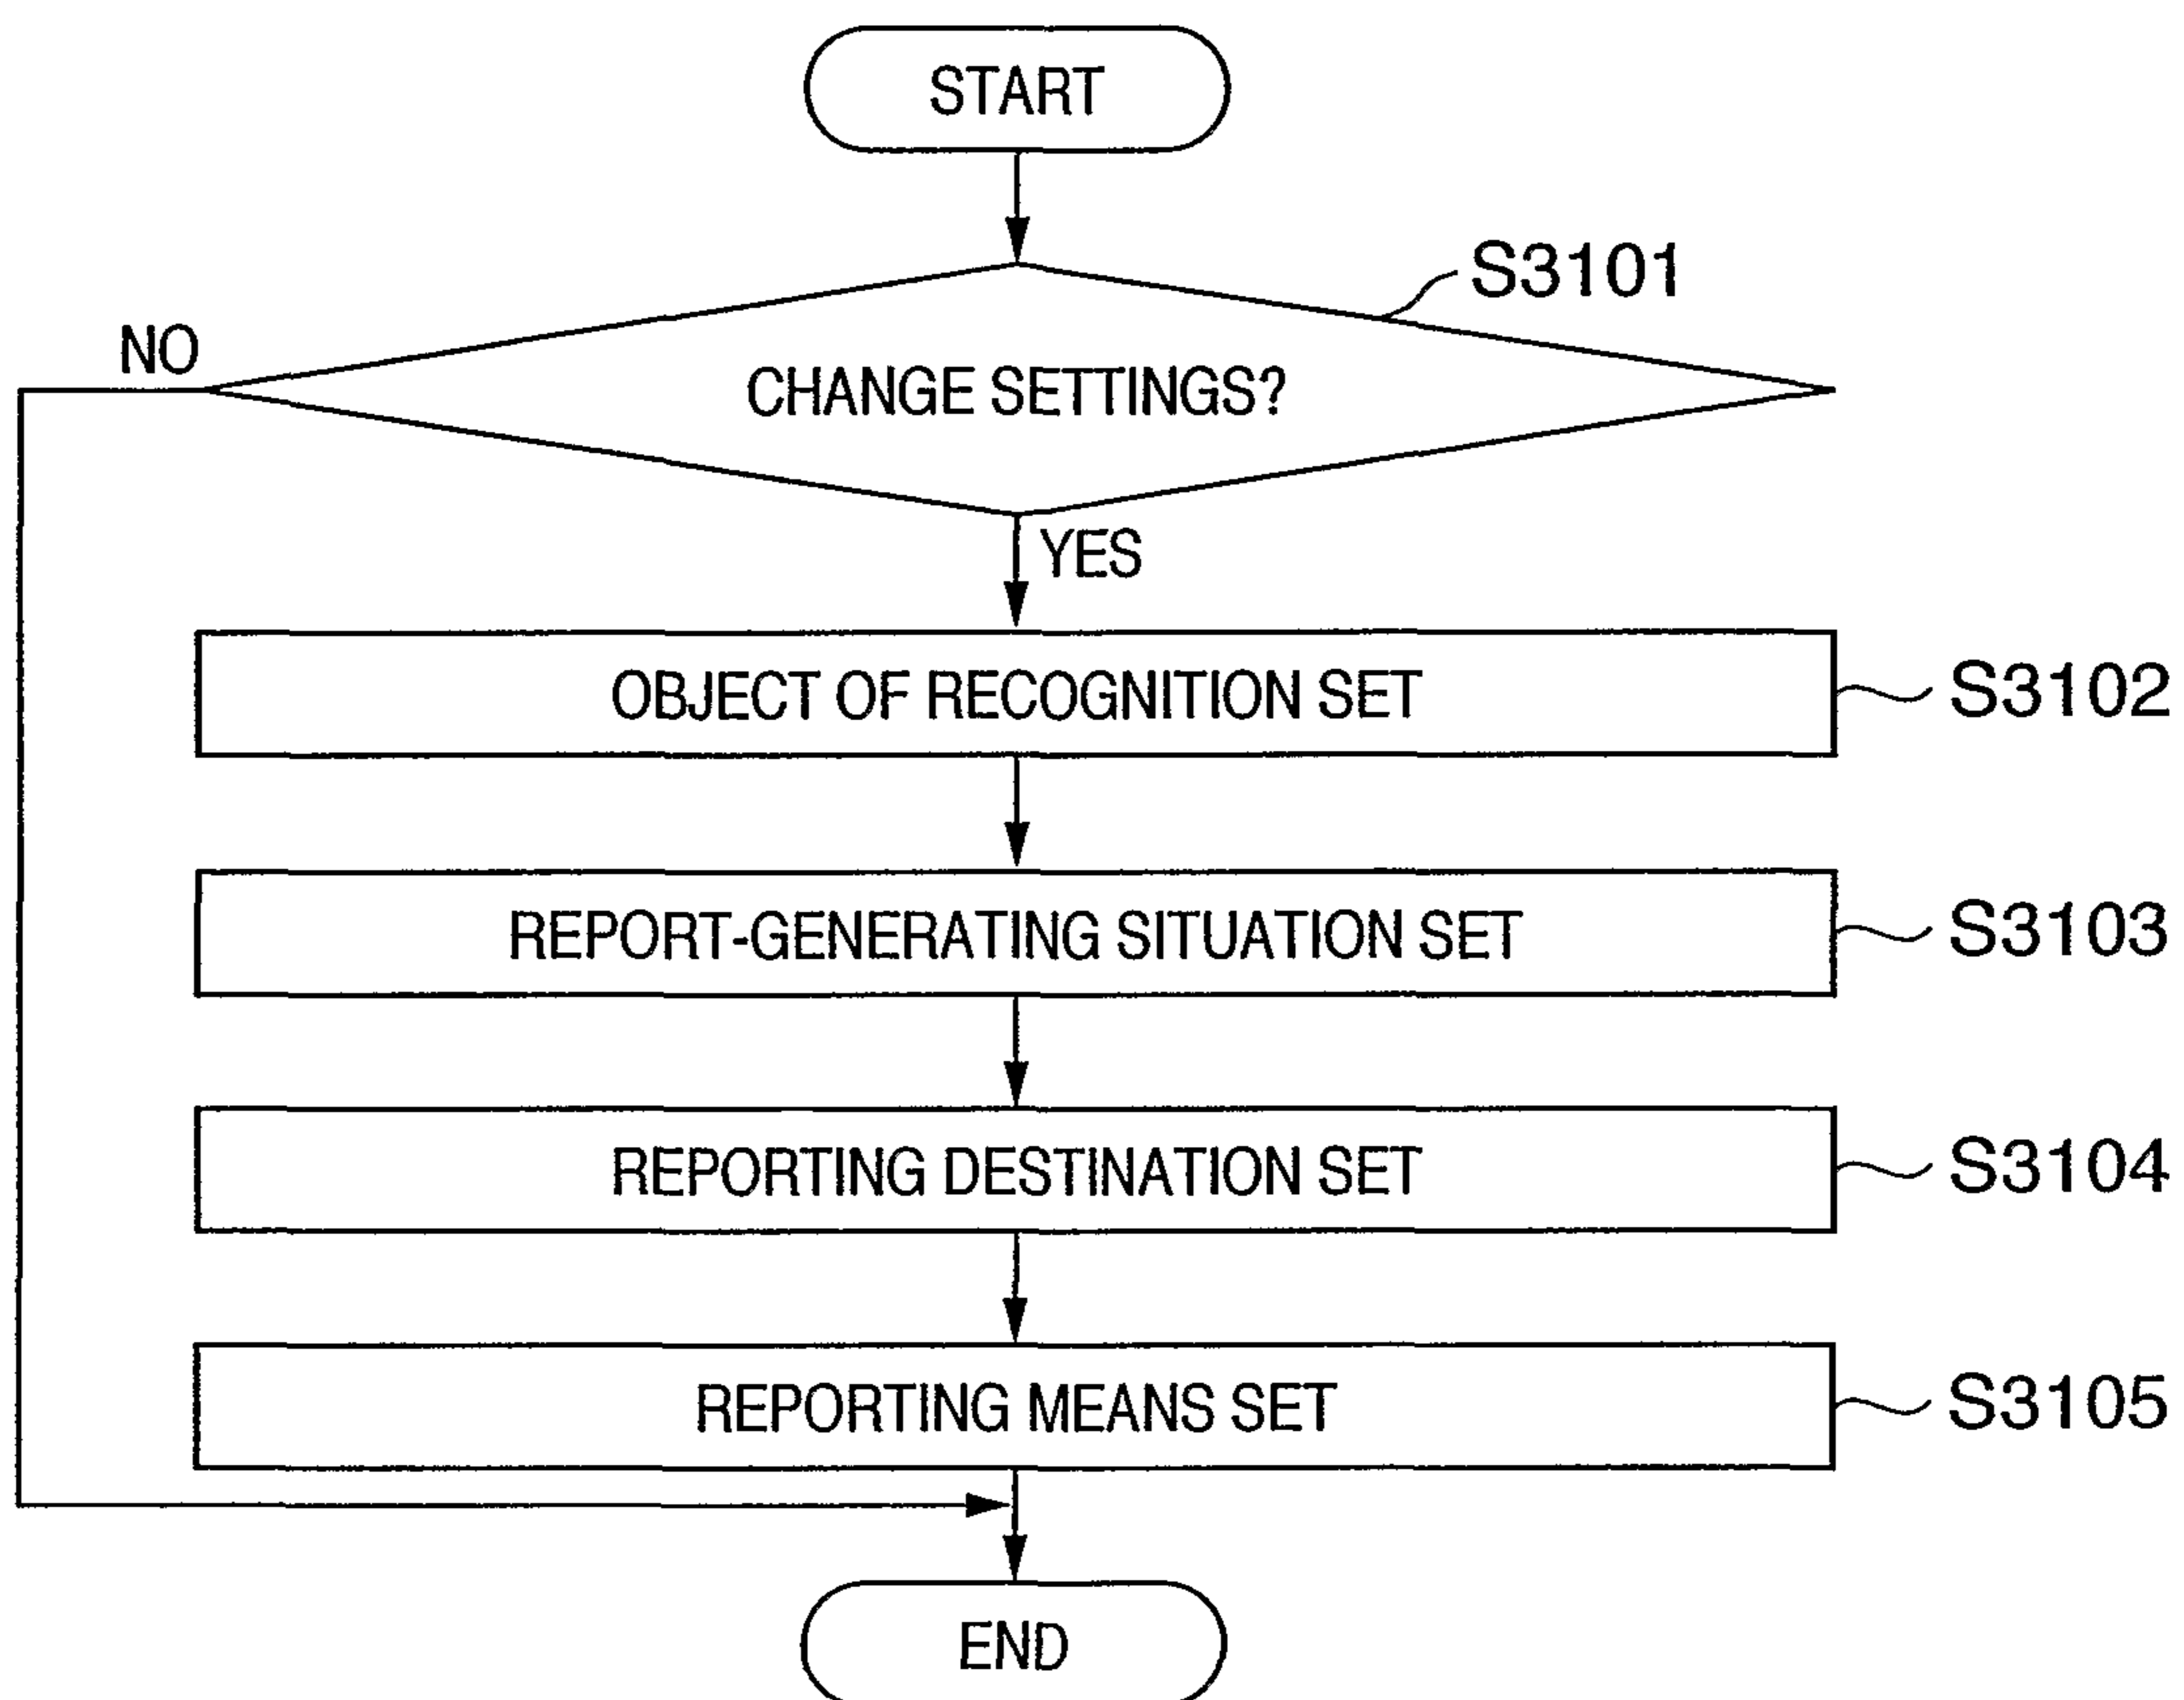 START
S3101
NO
CHANGE SETTINGS?
YES
OBJECT OF RECOGNITION SET
S3102
REPORT-GENERATING SITUATION SET
S3103
REPORTING DESTINATION SET
S3104
REPORTING MEANS SET
S3105
END